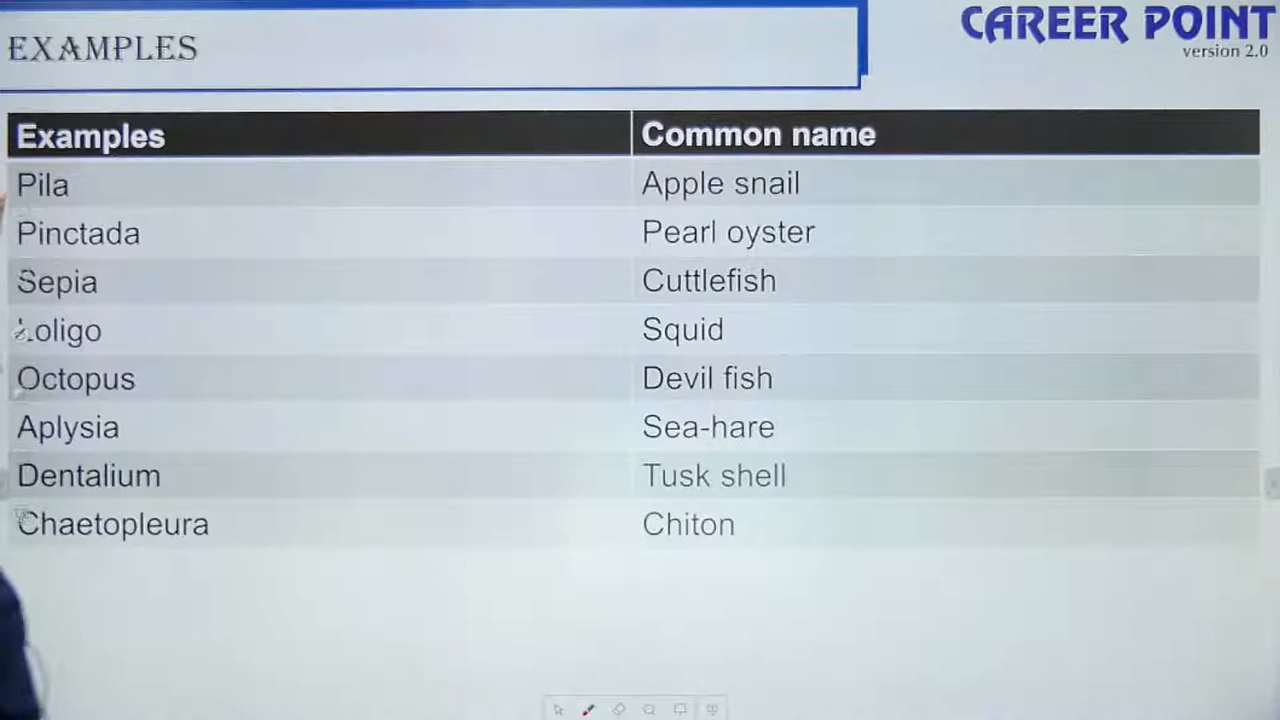 EXAMPLES
CAREER POINT
version 2.0
Examples Common name
Pila Apple snail
Pinctada Pearl oyster
Sepia Cuttlefish
Loligo Squid
Octopus Devil fish
Aplysia Sea-hare
Dentalium Tusk shell
Chaetopleura Chiton